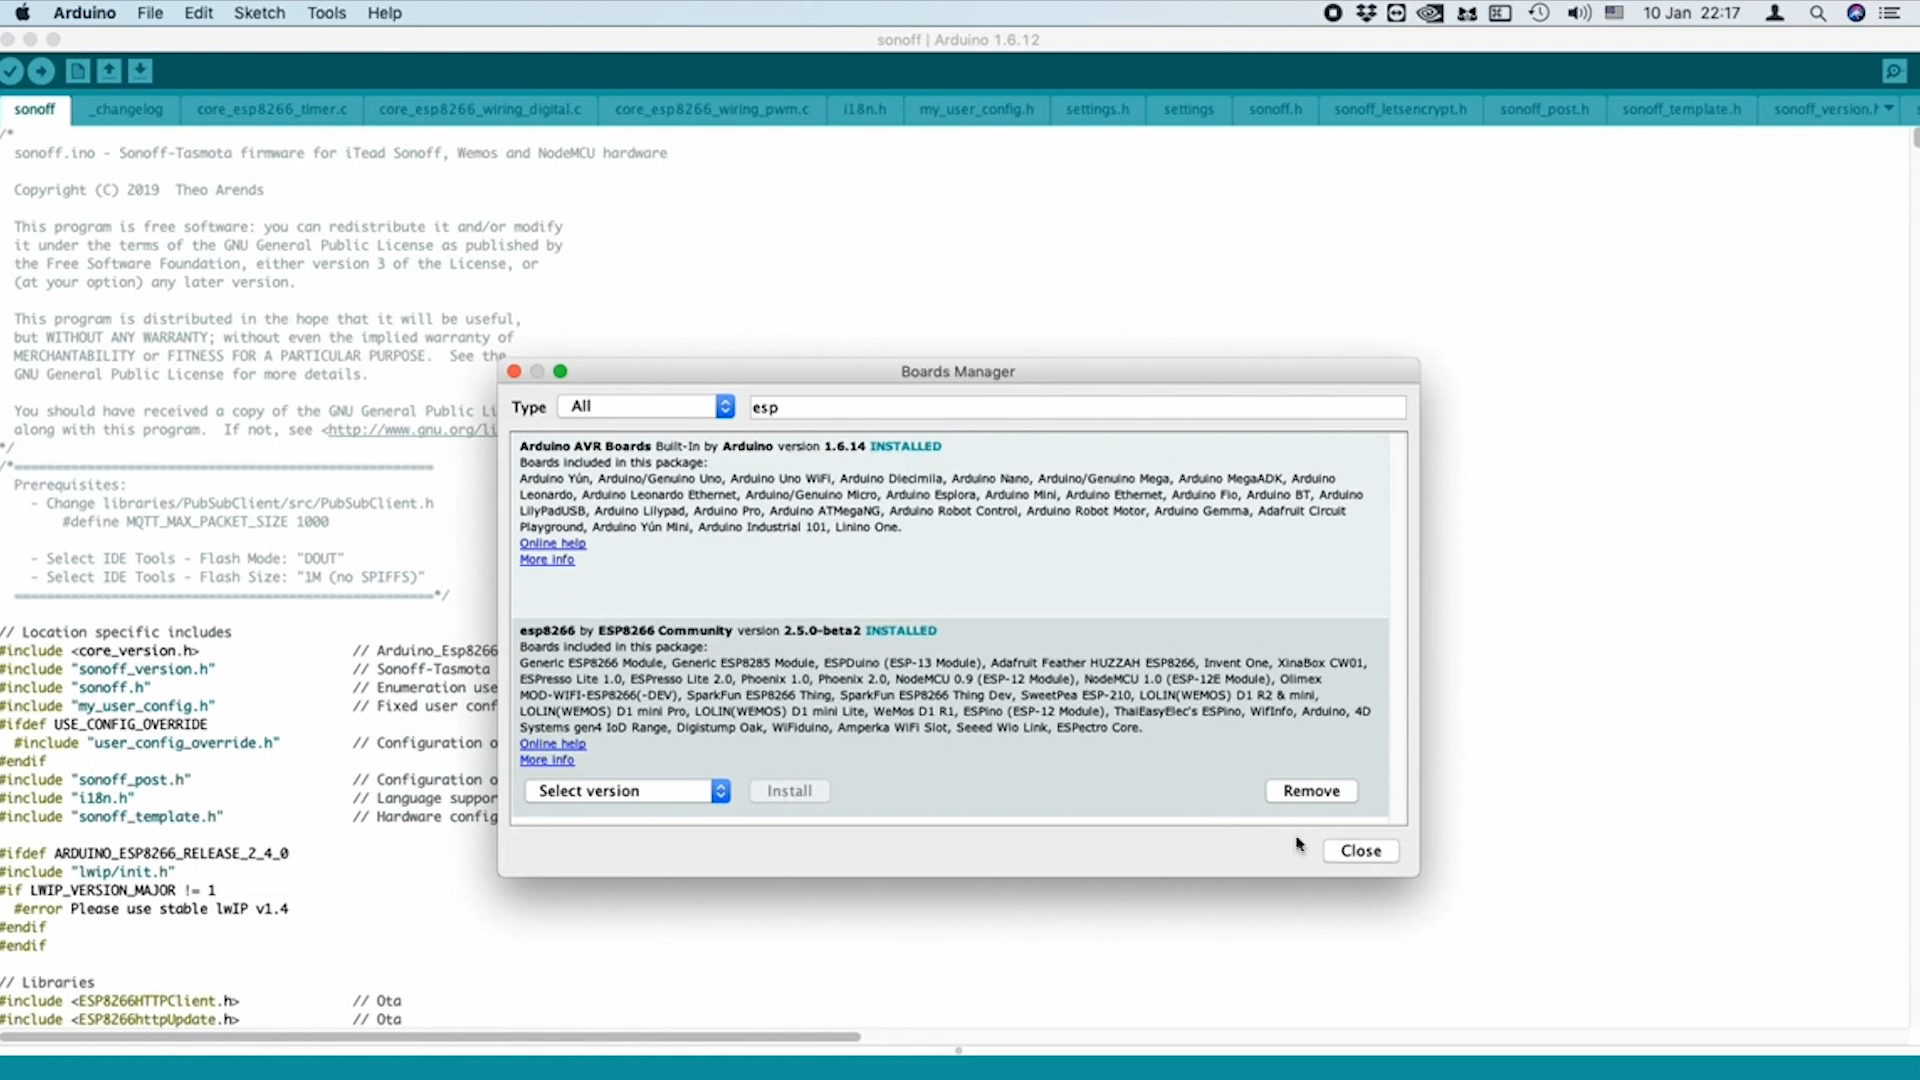 Arduino File Edit Sketch Tools Help 10 Jan 22:17
sonoff | Arduino 1.6.12
sonoff _changelog core_esp8266_timer.c core_esp8266_wiring_digital.c core_esp8266_wiring_pwm.c i18n.h my_user_config.h settings.h settings sonoff.h sonoff_letsencrypt.h sonoff_post.h sonoff_template.h sonoff_version.h
/*
sonoff.ino - Sonoff-Tasmota firmware for iTead Sonoff, Wemos and NodeMCU hardware
Copyright (C) 2019 Theo Arends
This program is free software: you can redistribute it and/or modify
it under the terms of the GNU General Public License as published by
the Free Software Foundation, either version 3 of the License, or
(at your option) any later version.
This program is distributed in the hope that it will be useful,
but WITHOUT ANY WARRANTY; without even the implied warranty of
MERCHANTABILITY or FITNESS FOR A PARTICULAR PURPOSE. See the
GNU General Public License for more details.
You should have received a copy of the GNU General Public Li
along with this program. If not, see <http://www.gnu.org/li
*/
/*====================================================
Prerequisites:
- Change libraries/PubSubClient/src/PubSubClient.h
#define MQTT_MAX_PACKET_SIZE 1000
- Select IDE Tools - Flash Mode: "DOUT"
- Select IDE Tools - Flash Size: "1M (no SPIFFS)"
====================================================*/
// Location specific includes
#include <core_version.h> // Arduino_Esp8266
#include "sonoff_version.h" // Sonoff-Tasmota
#include "sonoff.h" // Enumeration use
#include "my_user_config.h" // Fixed user conf
#ifdef USE_CONFIG_OVERRIDE
#include "user_config_override.h" // Configuration o
#endif
#include "sonoff_post.h" // Configuration o
#include "i18n.h" // Language suppor
#include "sonoff_template.h" // Hardware config
#ifdef ARDUINO_ESP8266_RELEASE_2_4_0
#include "lwip/init.h"
#if LWIP_VERSION_MAJOR != 1
#error Please use stable lwIP v1.4
#endif
#endif
// Libraries
#include <ESP8266HTTPClient.h> // Ota
#include <ESP8266httpUpdate.h> // Ota
Boards Manager
Type All esp
Arduino AVR Boards Built-In by Arduino version 1.6.14 INSTALLED
Boards included in this package:
Arduino Yún, Arduino/Genuino Uno, Arduino Uno WiFi, Arduino Diecimila, Arduino Nano, Arduino/Genuino Mega, Arduino MegaADK, Arduino
Leonardo, Arduino Leonardo Ethernet, Arduino/Genuino Micro, Arduino Esplora, Arduino Mini, Arduino Ethernet, Arduino Fio, Arduino BT, Arduino
LilyPadUSB, Arduino Lilypad, Arduino Pro, Arduino ATMegaNG, Arduino Robot Control, Arduino Robot Motor, Arduino Gemma, Adafruit Circuit
Playground, Arduino Yún Mini, Arduino Industrial 101, Linino One.
Online help
More info
esp8266 by ESP8266 Community version 2.5.0-beta2 INSTALLED
Boards included in this package:
Generic ESP8266 Module, Generic ESP8285 Module, ESPDuino (ESP-13 Module), Adafruit Feather HUZZAH ESP8266, Invent One, XinaBox CW01,
ESPresso Lite 1.0, ESPresso Lite 2.0, Phoenix 1.0, Phoenix 2.0, NodeMCU 0.9 (ESP-12 Module), NodeMCU 1.0 (ESP-12E Module), Olimex
MOD-WIFI-ESP8266(-DEV), SparkFun ESP8266 Thing, SparkFun ESP8266 Thing Dev, SweetPea ESP-210, LOLIN(WEMOS) D1 R2 & mini,
LOLIN(WEMOS) D1 mini Pro, LOLIN(WEMOS) D1 mini Lite, WeMos D1 R1, ESPino (ESP-12 Module), ThaiEasyElec's ESPino, WifInfo, Arduino, 4D
Systems gen4 IoD Range, Digistump Oak, WiFiduino, Amperka WiFi Slot, Seeed Wio Link, ESPectro Core.
Online help
More info
Select version Install Remove
Close